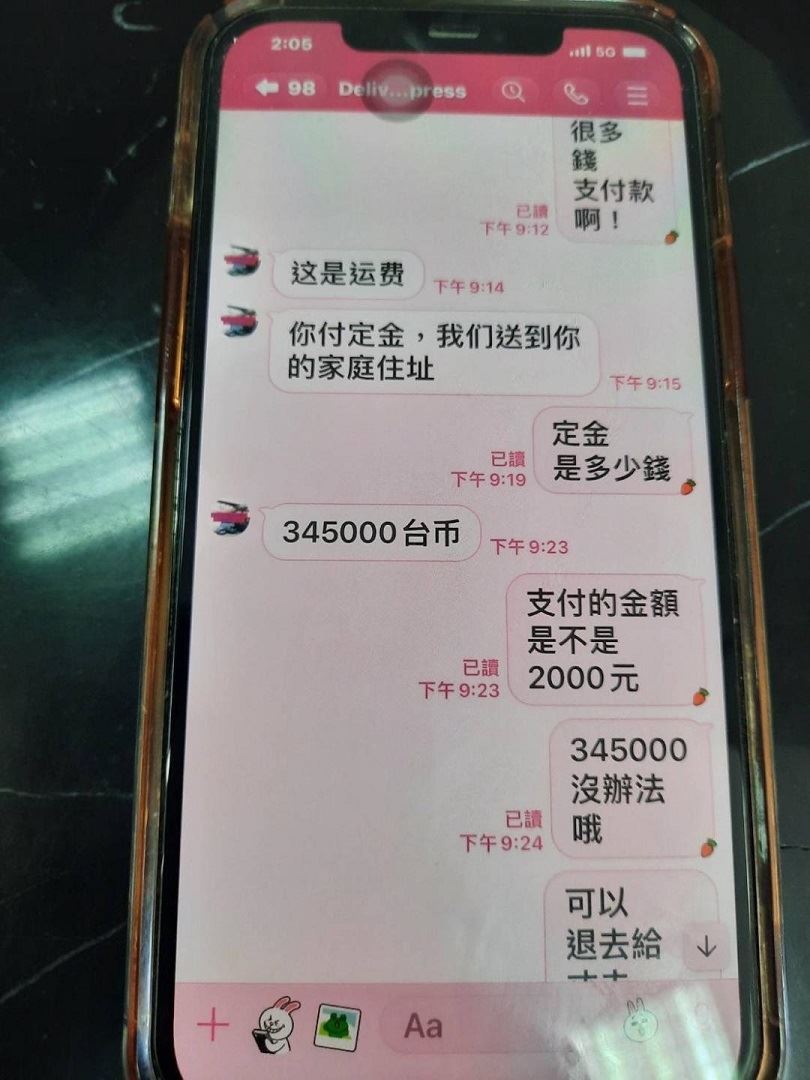 2:05
5G
98
Deliv...press
很多
錢
支付款
啊！
已讀
下午 9:12
这是运费
下午 9:14
你付定金，我们送到你
的家庭住址
下午 9:15
定金
是多少錢
已讀
下午 9:19
345000台币
下午 9:23
支付的金額
是不是
2000元
已讀
下午 9:23
345000
沒辦法
哦
已讀
下午 9:24
可以
退去給
Aa